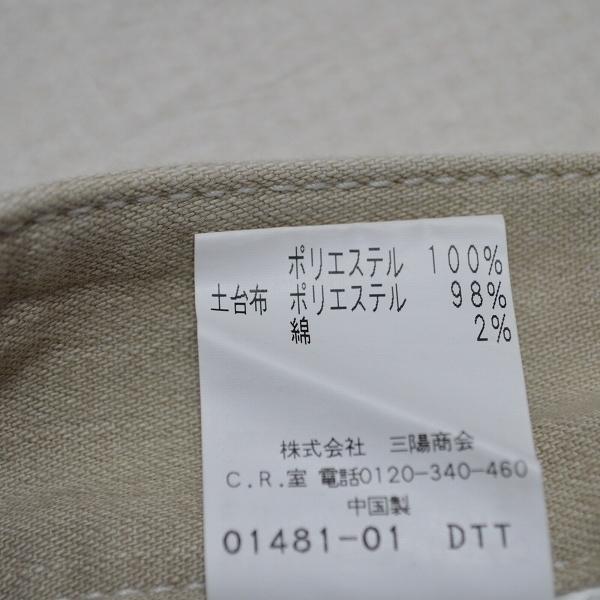 ポリエステル 100%
土台布 ポリエステル 98%
綿 2%
株式会社 三陽商会
C.R.室 電話0120-340-460
中国製
01481-01 DTT